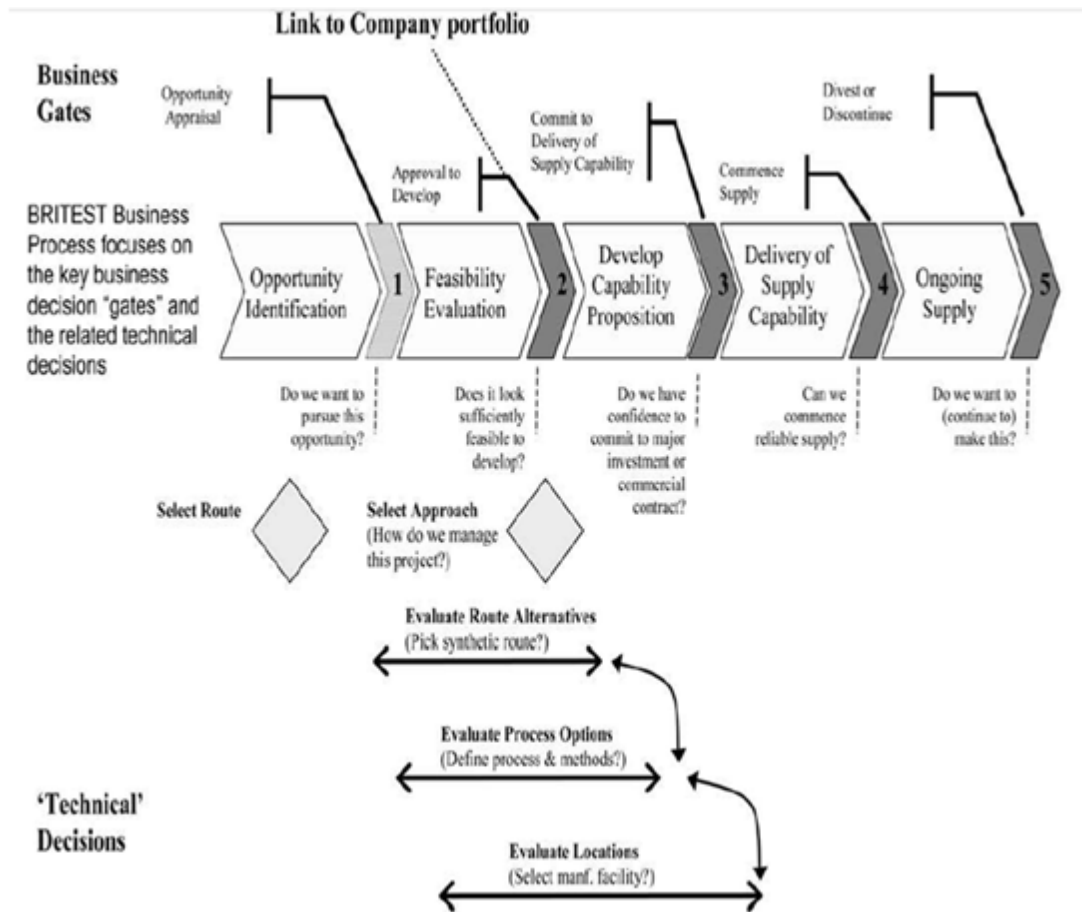 Link to Company portfolio
Business
Gates
Opportunity
Appraisal
Approval to
Develop
Commit to
Delivery of
Supply Capability
Commence
Supply
Divest or
Discontinue
BRITEST Business
Process focuses on
the key business
decision "gates" and
the related technical
decisions
Opportunity
Identification
1
Feasibility
Evaluation
2
Develop
Capability
Proposition
3
Delivery of
Supply
Capability
4
Ongoing
Supply
5
Do we want to
pursue this
opportunity?
Does it look
sufficiently
feasible to
develop?
Do we have
confidence to
commit to major
investment or
commercial
contract?
Can we
commence
reliable supply?
Do we want to
(continue to)
make this?
Select Route
Select Approach
(How do we manage
this project?)
Evaluate Route Alternatives
(Pick synthetic route?)
Evaluate Process Options
(Define process & methods?)
'Technical'
Decisions
Evaluate Locations
(Select manf. facility?)